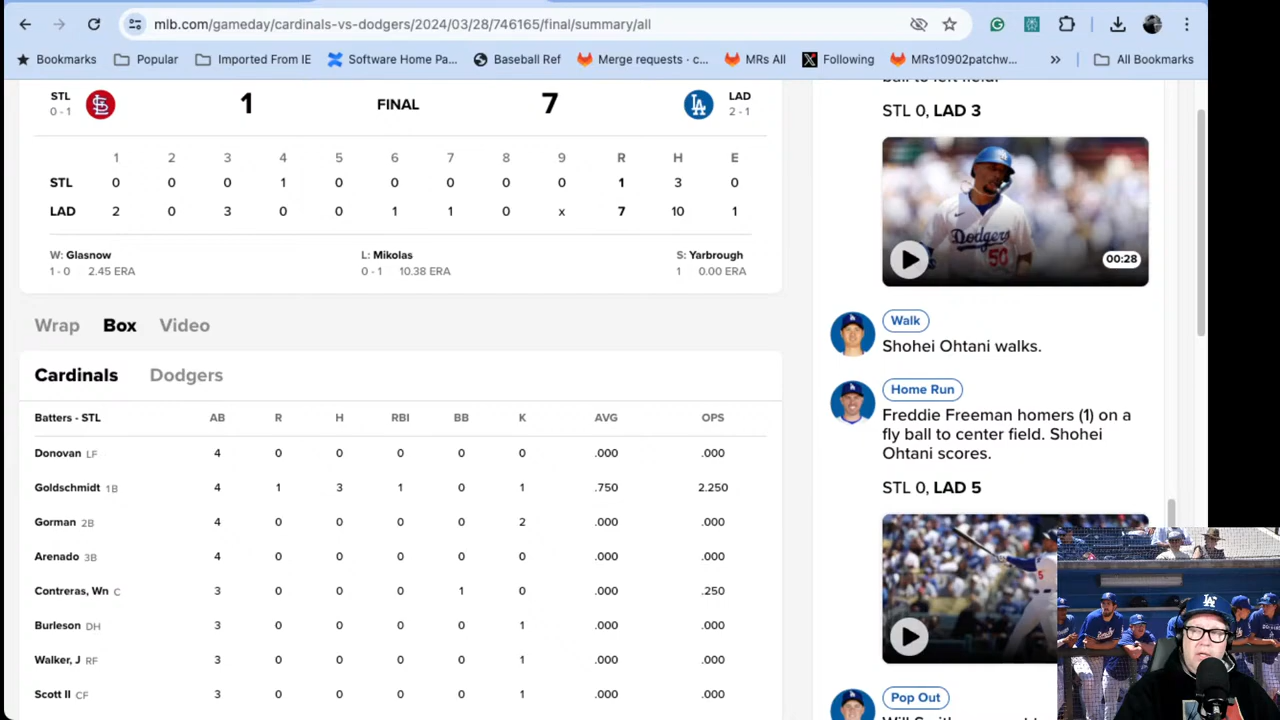 mlb.com/gameday/cardinals-vs-dodgers/2024/03/28/746165/final/summary/all
Bookmarks Popular Imported From IE Software Home Pa... Baseball Ref Merge requests · c... MRs All Following MRs10902patchw... » All Bookmarks
STL 1 FINAL 7 LAD
0 - 1 2 - 1
1 2 3 4 5 6 7 8 9 R H E
STL 0 0 0 1 0 0 0 0 0 1 3 0
LAD 2 0 3 0 0 1 1 0 x 7 10 1
W: Glasnow L: Mikolas S: Yarbrough
1 - 0 2.45 ERA 0 - 1 10.38 ERA 1 0.00 ERA
Wrap Box Video
Cardinals Dodgers
Batters - STL AB R H RBI BB K AVG OPS
Donovan LF 4 0 0 0 0 0 .000 .000
Goldschmidt 1B 4 1 3 1 0 1 .750 2.250
Gorman 2B 4 0 0 0 0 2 .000 .000
Arenado 3B 4 0 0 0 0 0 .000 .000
Contreras, Wn C 3 0 0 0 1 0 .000 .250
Burleson DH 3 0 0 0 0 1 .000 .000
Walker, J RF 3 0 0 0 0 1 .000 .000
Scott II CF 3 0 0 0 0 1 .000 .000
ball to left field.
STL 0, LAD 3
Dodgers
50
00:28
Walk
Shohei Ohtani walks.
Home Run
Freddie Freeman homers (1) on a
fly ball to center field. Shohei
Ohtani scores.
STL 0, LAD 5
5
Pop Out
LA